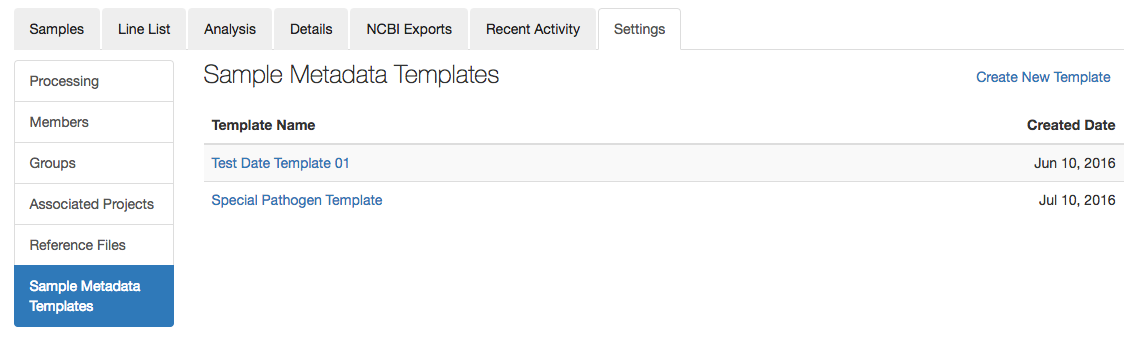 Samples Line List Analysis Details NCBI Exports Recent Activity Settings
Processing
Members
Groups
Associated Projects
Reference Files
Sample Metadata
Templates
Sample Metadata Templates
Create New Template
Template Name Created Date
Test Date Template 01 Jun 10, 2016
Special Pathogen Template Jul 10, 2016